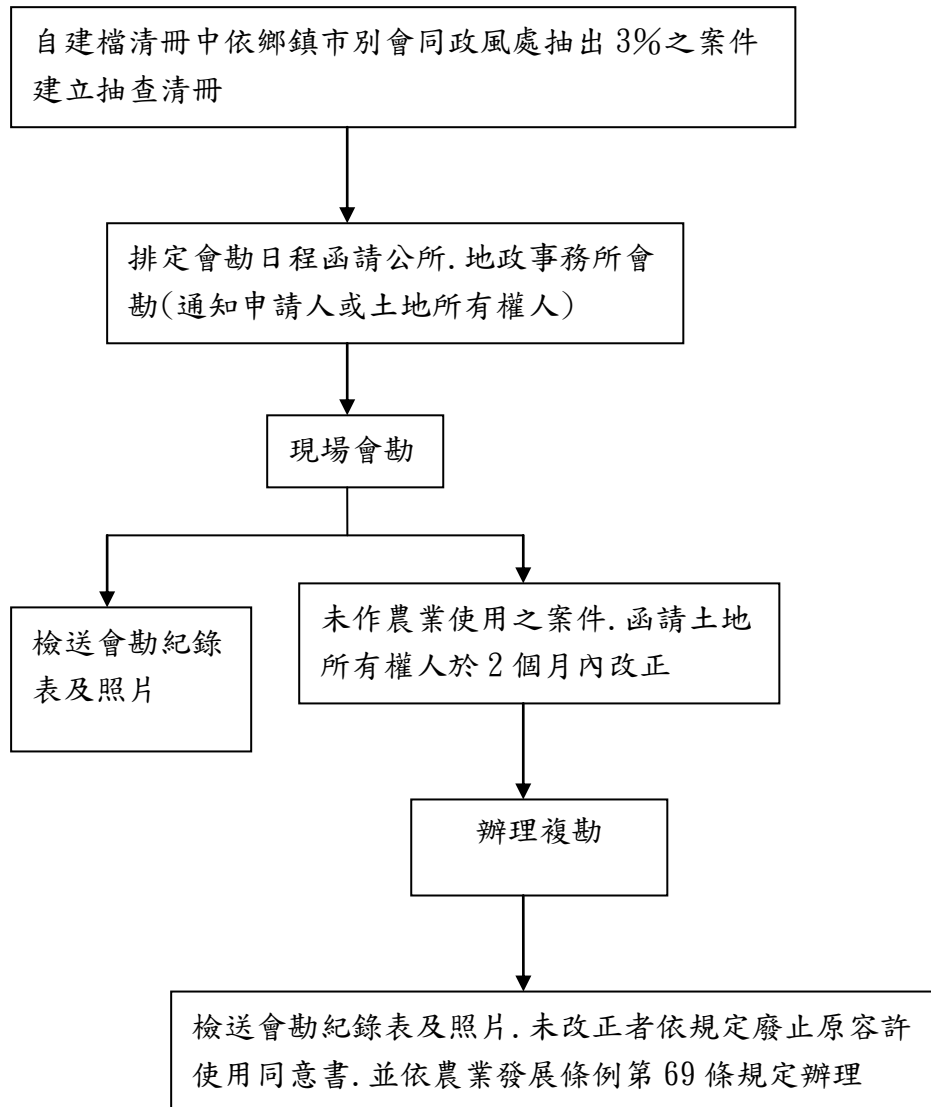 自建檔清冊中依鄉鎮市別會同政風處抽出 3%之案件
建立抽查清冊
排定會勘日程函請公所.地政事務所會
勘(通知申請人或土地所有權人)
現場會勘
檢送會勘紀錄
表及照片
未作農業使用之案件.函請土地
所有權人於 2 個月內改正
辦理複勘
檢送會勘紀錄表及照片.未改正者依規定廢止原容許
使用同意書.並依農業發展條例第 69 條規定辦理